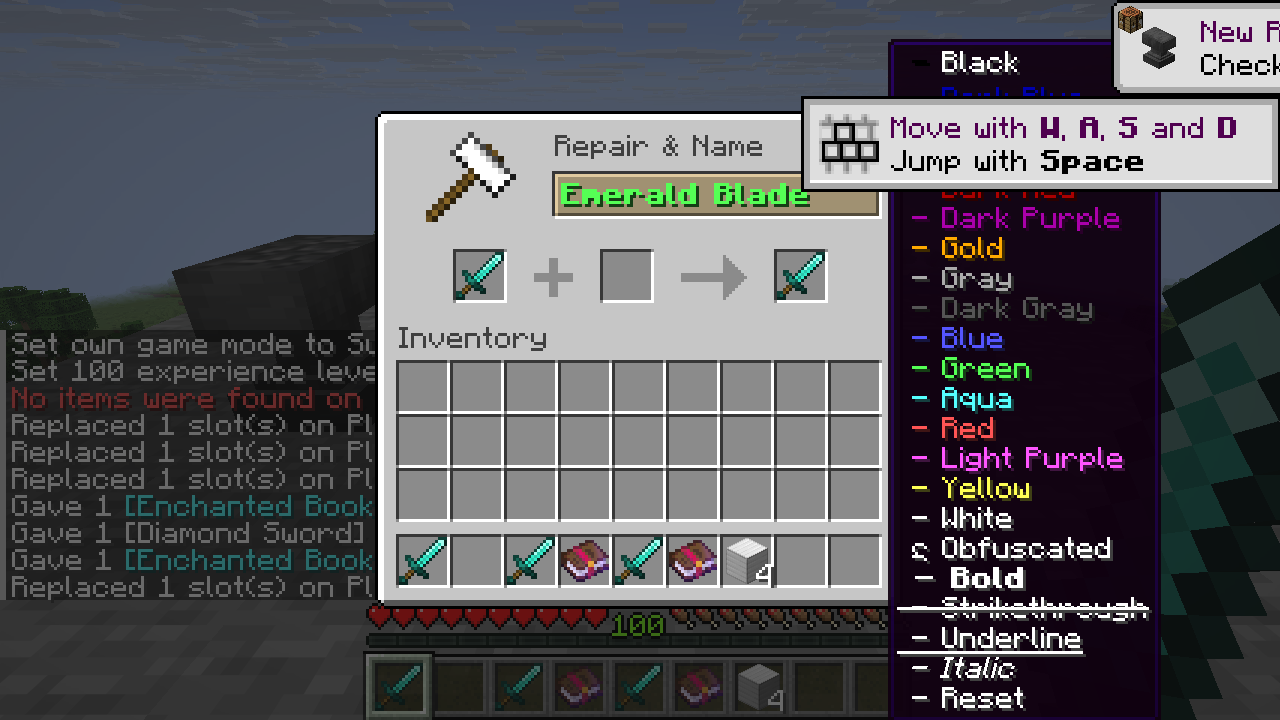 New R
Check
Move with W, A, S and D
Jump with Space
Repair & Name
Emerald Blade
Inventory
4
Set own game mode to Su
Set 100 experience leve
No items were found on
Replaced 1 slot(s) on Pl
Replaced 1 slot(s) on Pl
Replaced 1 slot(s) on Pl
Gave 1 [Enchanted Book
Gave 1 [Diamond Sword]
Gave 1 [Enchanted Book
Replaced 1 slot(s) on Pl
100
4
- Black
Dark Blue
Dark Red
- Dark Purple
- Gold
- Gray
- Dark Gray
- Blue
- Green
- Aqua
- Red
- Light Purple
- Yellow
- White
Obfuscated
- Bold
- Strikethrough
- Underline
- Italic
- Reset